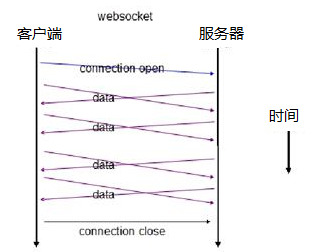 websocket
客户端
服务器
connection open
data
data
时间
data
data
connection close